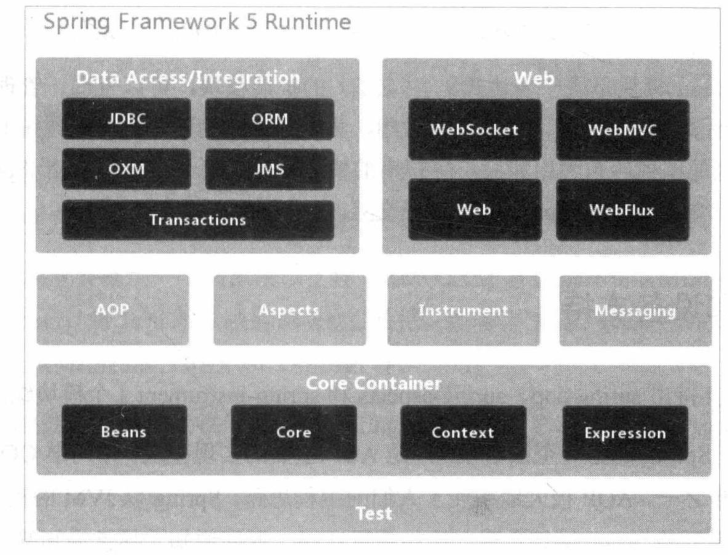 Spring Framework 5 Runtime
Data Access/Integration
JDBC
ORM
OXM
JMS
Transactions
Web
WebSocket
WebMVC
Web
WebFlux
AOP
Aspects
Instrument
Messaging
Core Container
Beans
Core
Context
Expression
Test